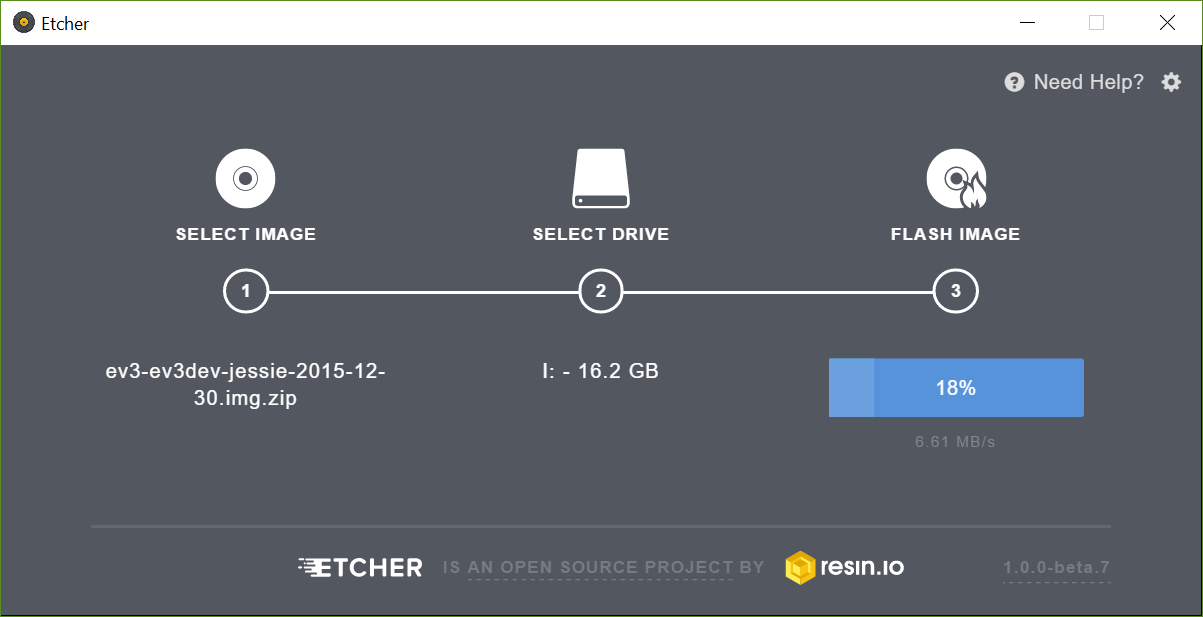 Etcher
Need Help?
SELECT IMAGE
SELECT DRIVE
FLASH IMAGE
1
2
3
ev3-ev3dev-jessie-2015-12-
30.img.zip
I: - 16.2 GB
18%
6.61 MB/s
ETCHER IS AN OPEN SOURCE PROJECT BY resin.io
1.0.0-beta.7